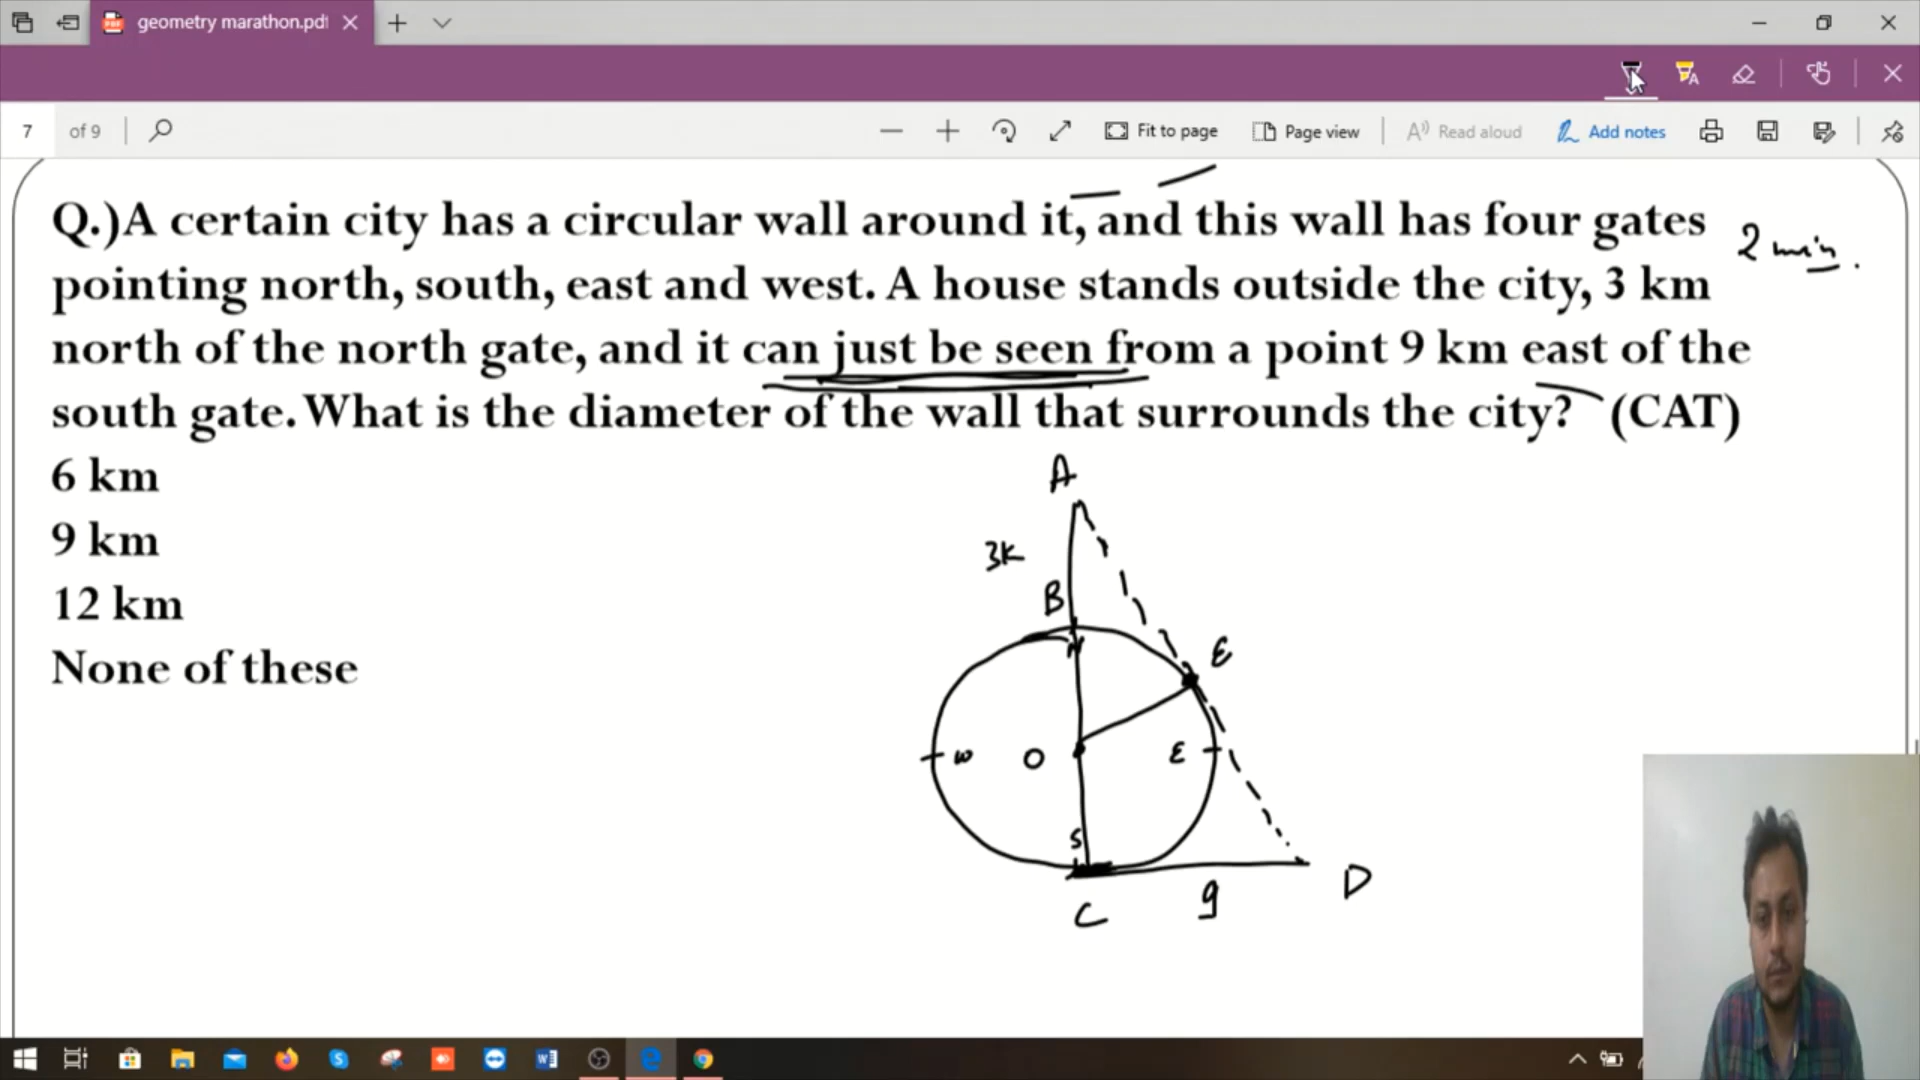 geometry marathon.pdf
7 of 9
Fit to page
Page view
Read aloud
Add notes
Q.)A certain city has a circular wall around it, and this wall has four gates
pointing north, south, east and west. A house stands outside the city, 3 km
north of the north gate, and it can just be seen from a point 9 km east of the
south gate. What is the diameter of the wall that surrounds the city? (CAT)
2 min.
6 km
9 km
12 km
None of these
A
3K
B
N
E
W
O
E
S
C
9
D